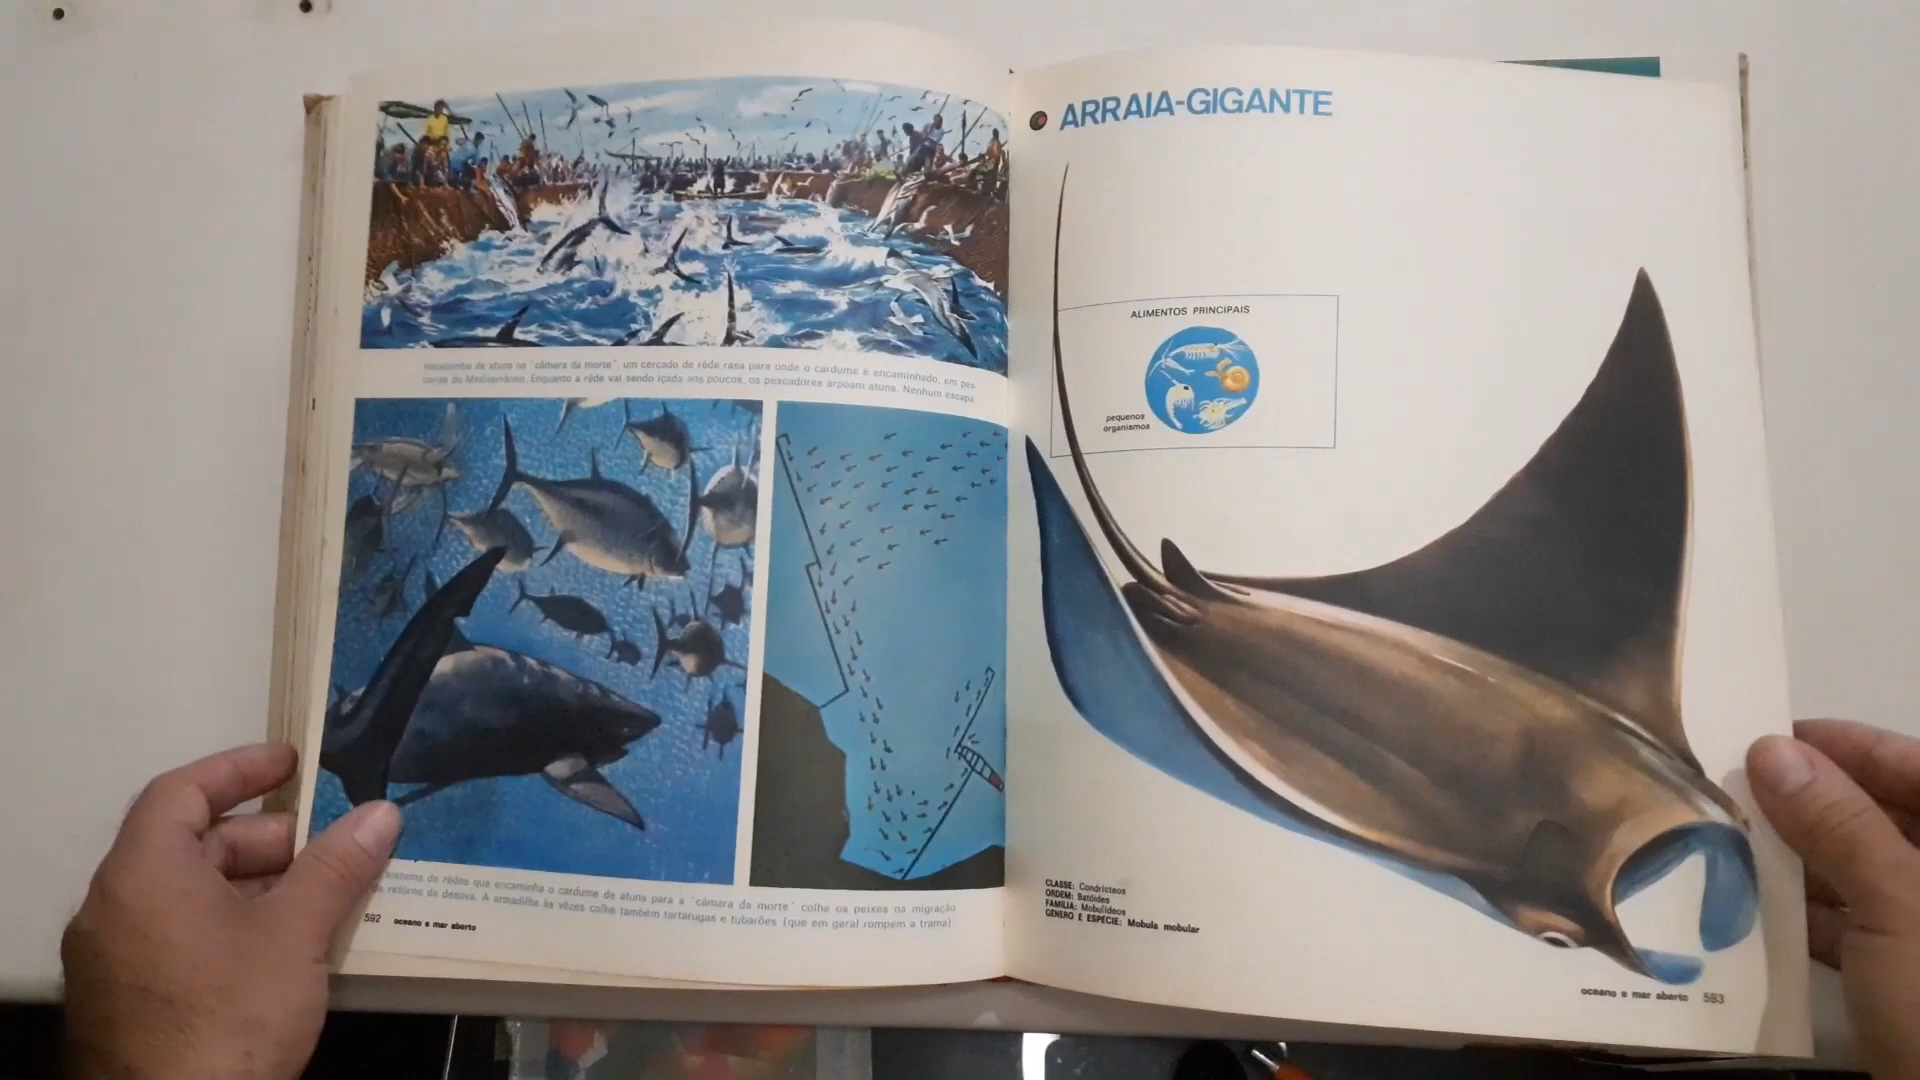 Hecatombe de atuns na "câmara da morte", um cercado de rêde rasa para onde o cardume é encaminhado, em pes-
carias do Mediterrâneo. Enquanto a rêde vai sendo içada aos poucos, os pescadores arpoam atuns. Nenhum escapa
sistema de rêdes que encaminha o cardume de atuns para a "câmara da morte" colhe os peixes na migração
de retôrno da desova. A armadilha às vêzes colhe também tartarugas e tubarões (que em geral rompem a trama)
592 oceano e mar aberto
ARRAIA-GIGANTE
ALIMENTOS PRINCIPAIS
pequenos
organismos
CLASSE: Condrícteos
ORDEM: Batóides
FAMÍLIA: Mobulídeos
GÊNERO E ESPÉCIE: Mobula mobular
oceano e mar aberto 593